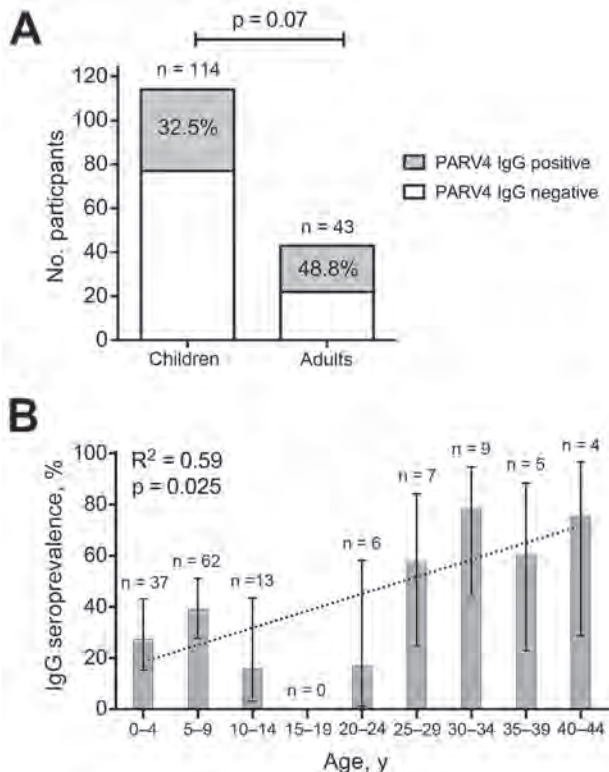 A
p = 0.07
n = 114
120
100
80
60
40
20
0
No. particpants
32.5%
n = 43
48.8%
Children
Adults
PARV4 IgG positive
PARV4 IgG negative
B
R² = 0.59
p = 0.025
100
80
60
40
20
0
IgG seroprevalence, %
n = 37
n = 62
n =13
n = 0
n = 6
n = 7
n = 9
n = 5
n = 4
0–4
5–9
10–14
15–19
20–24
25–29
30–34
35–39
40–44
Age, y